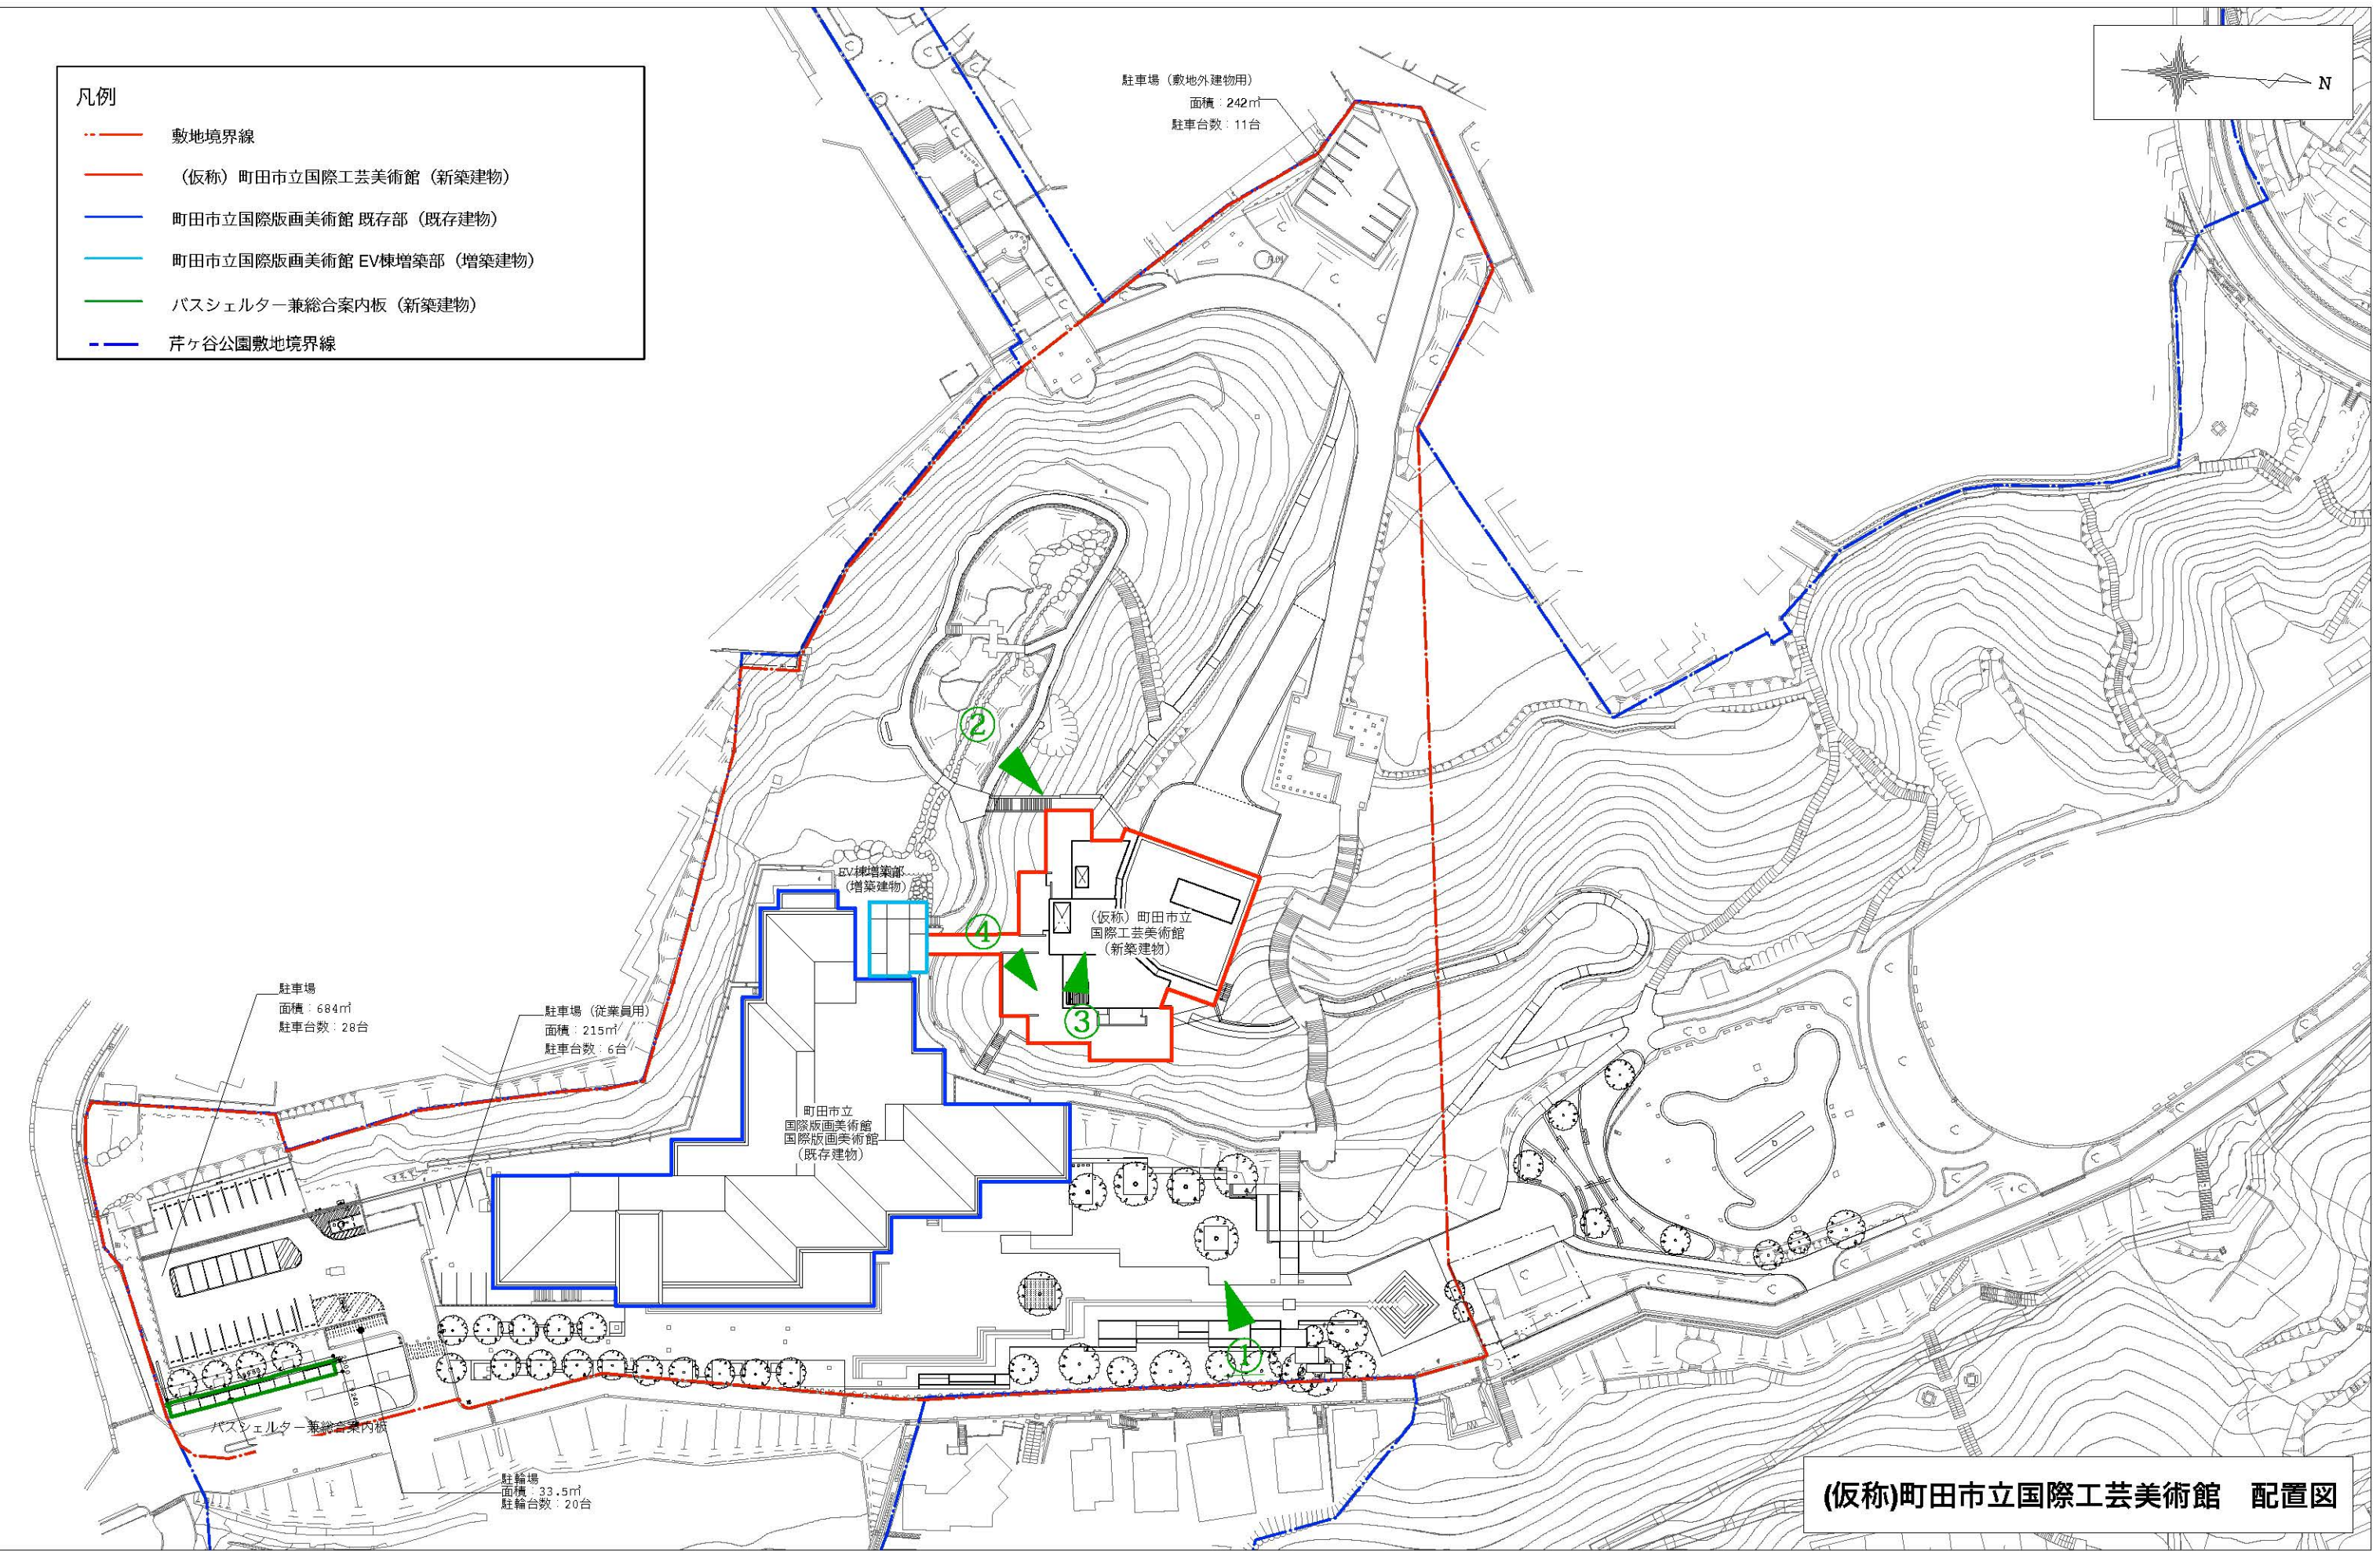 凡例
敷地境界線
（仮称）町田市立国際工芸美術館（新築建物）
町田市立国際版画美術館 既存部（既存建物）
町田市立国際版画美術館 EV棟増築部（増築建物）
バスシェルター兼総合案内板（新築建物）
芹ヶ谷公園敷地境界線
駐車場（敷地外建物用）
面積：242㎡
駐車台数：11台
N
②
EV棟増築部
（増築建物）
④
（仮称）町田市立
国際工芸美術館
（新築建物）
③
駐車場
面積：684㎡
駐車台数：28台
駐車場（従業員用）
面積：215㎡
駐車台数：6台
町田市立
国際版画美術館
国際版画美術館
（既存建物）
①
バスシェルター兼総合案内板
駐輪場
面積：33.5㎡
駐輪台数：20台
(仮称)町田市立国際工芸美術館　配置図